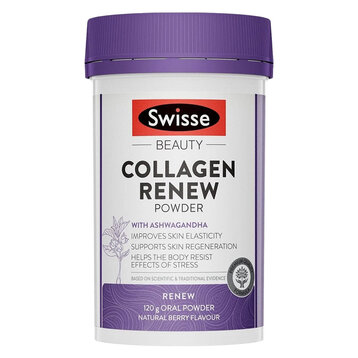 Swisse
BEAUTY
COLLAGEN
RENEW
POWDER
WITH ASHWAGANDHA
IMPROVES SKIN ELASTICITY
SUPPORTS SKIN REGENERATION
HELPS THE BODY RESIST
EFFECTS OF STRESS
BASED ON SCIENTIFIC & TRADITIONAL EVIDENCE
RENEW
120 g ORAL POWDER
NATURAL BERRY FLAVOUR